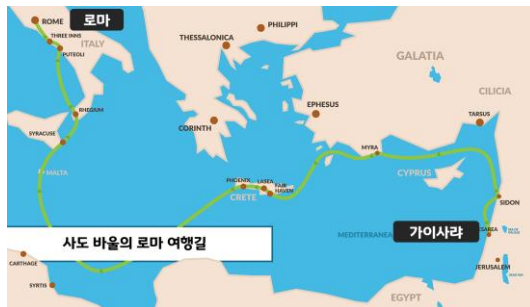 ROME
로마
THREE INNS
ITALY
PUTEOLI
PHILIPPI
THESSALONICA
GALATIA
CILICIA
RHEGIUM
EPHESUS
TARSUS
SYRACUSE
CORINTH
MYRA
MALTA
PHOENIX
LASEA
FAIR HAVEN
CYPRUS
CRETE
SIDON
사도 바울의 로마 여행길
MEDITERRANEA
가이사랴
CARTHAGE
JERUSALEM
SYRTIS
EGYPT